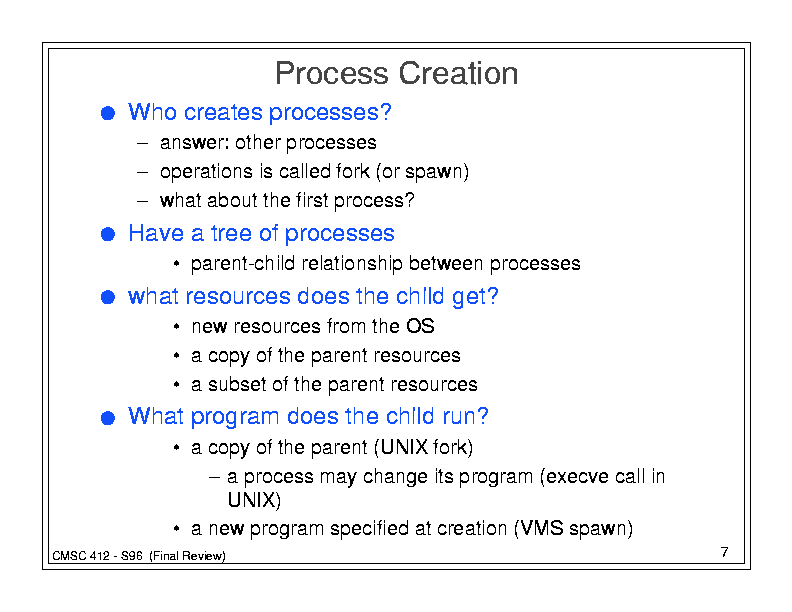 Process Creation
● Who creates processes?
– answer: other processes
– operations is called fork (or spawn)
– what about the first process?
● Have a tree of processes
• parent-child relationship between processes
● what resources does the child get?
• new resources from the OS
• a copy of the parent resources
• a subset of the parent resources
● What program does the child run?
• a copy of the parent (UNIX fork)
– a process may change its program (execve call in
UNIX)
• a new program specified at creation (VMS spawn)
CMSC 412 - S96 (Final Review)
7